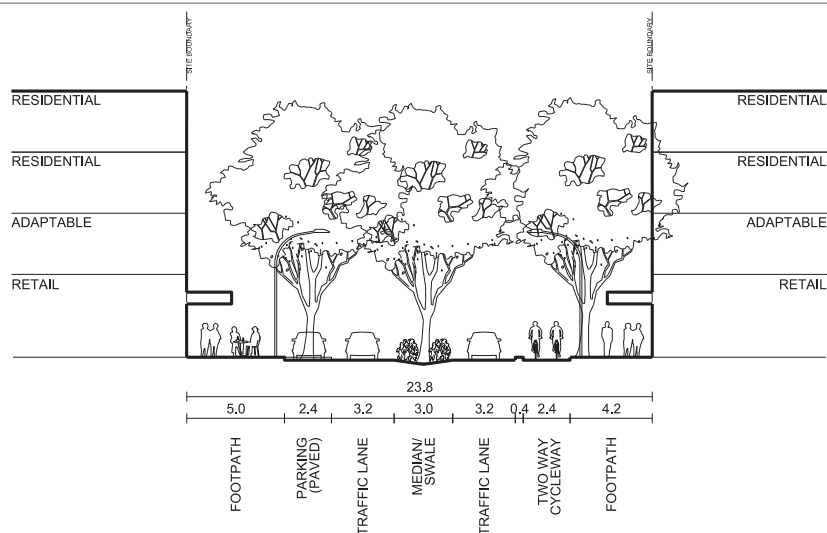 SITE BOUNDARY
SITE BOUNDARY
RESIDENTIAL
RESIDENTIAL
RESIDENTIAL
RESIDENTIAL
ADAPTABLE
ADAPTABLE
RETAIL
RETAIL
23.8
5.0
2.4
3.2
3.0
3.2
0.4
2.4
4.2
FOOTPATH
PARKING
(PAVED)
TRAFFIC LANE
MEDIAN/
SWALE
TRAFFIC LANE
TWO WAY
CYCLEWAY
FOOTPATH